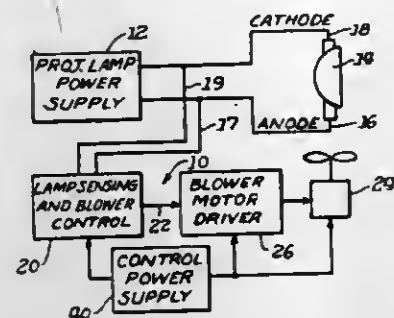 CATHODE
12
18
PROJ. LAMP
POWER
SUPPLY
14
19
17
ANODE
16
10
LAMP SENSING
AND BLOWER
CONTROL
BLOWER
MOTOR
DRIVER
22
29
20
26
CONTROL
POWER
SUPPLY
90